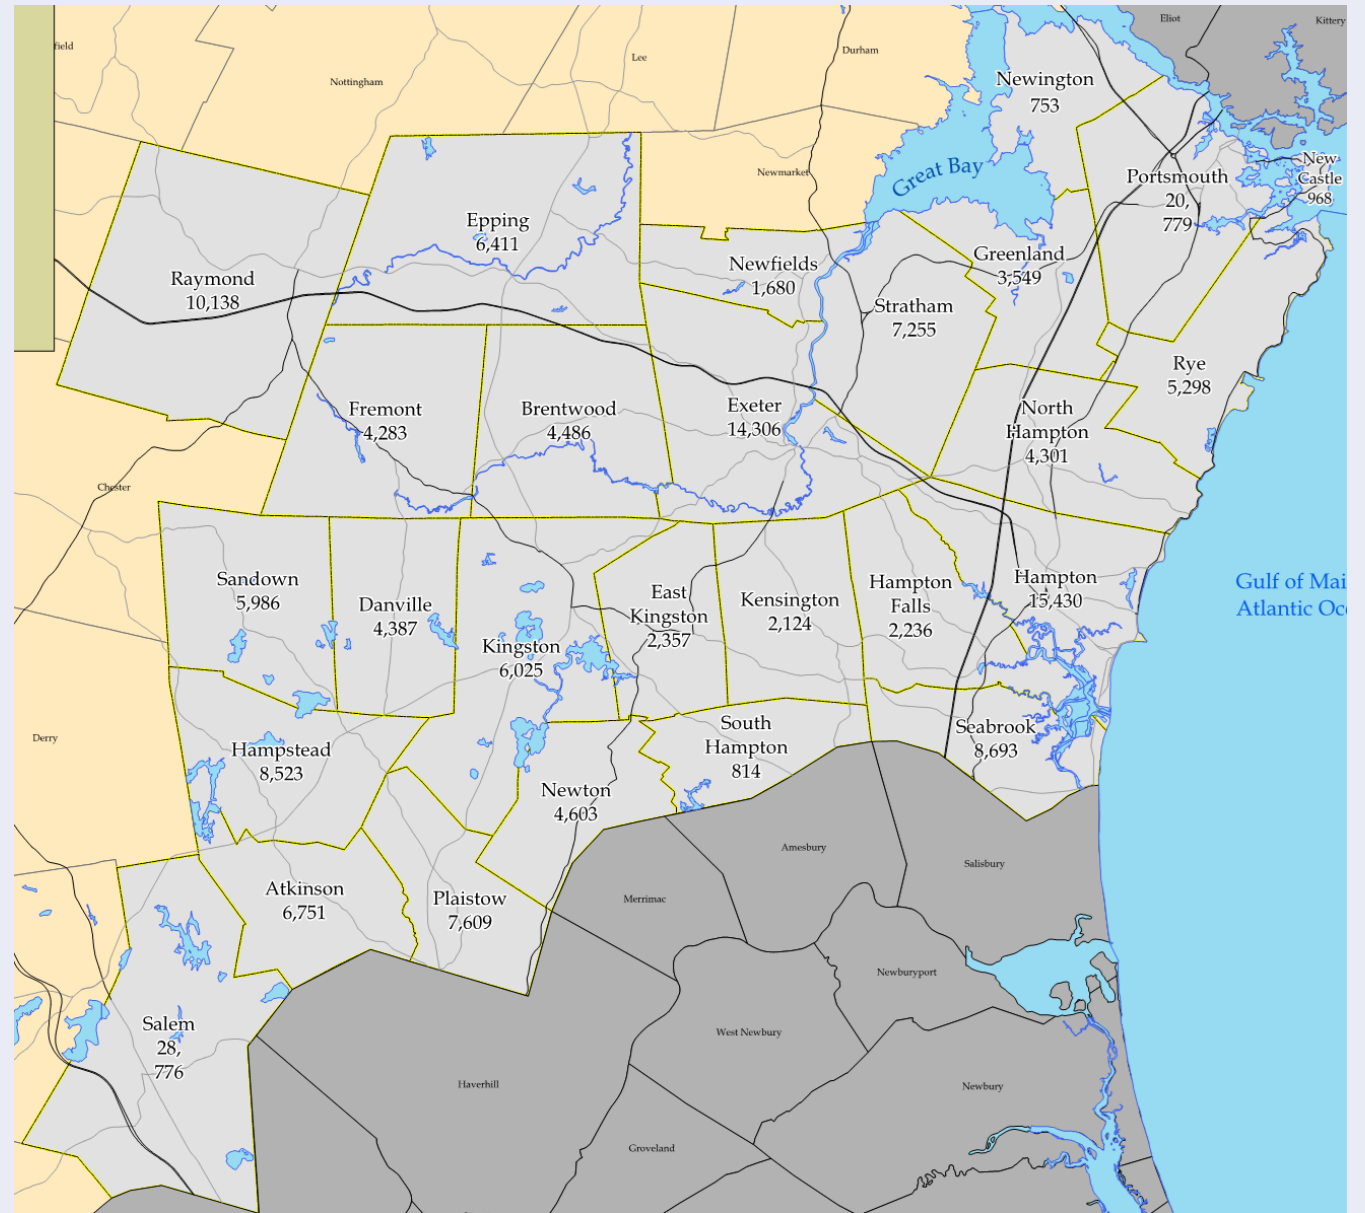 Eliot
Kittery
field
Nottingham
Lee
Durham
Newington
753
Newmarket
Great Bay
New
Castle
968
Portsmouth
20,
779
Epping
6,411
Raymond
10,138
Newfields
1,680
Greenland
3,549
Stratham
7,255
Rye
5,298
Fremont
4,283
Brentwood
4,486
Exeter
14,306
North
Hampton
4,301
Chester
Sandown
5,986
Danville
4,387
Kingston
6,025
East
Kingston
2,357
Kensington
2,124
Hampton
Falls
2,236
Hampton
15,430
Gulf of Mai
Atlantic Oc
Derry
Hampstead
8,523
South
Hampton
814
Seabrook
8,693
Newton
4,603
Atkinson
6,751
Plaistow
7,609
Amesbury
Salisbury
Merrimac
Newburyport
Salem
28,
776
West Newbury
Haverhill
Newbury
Groveland